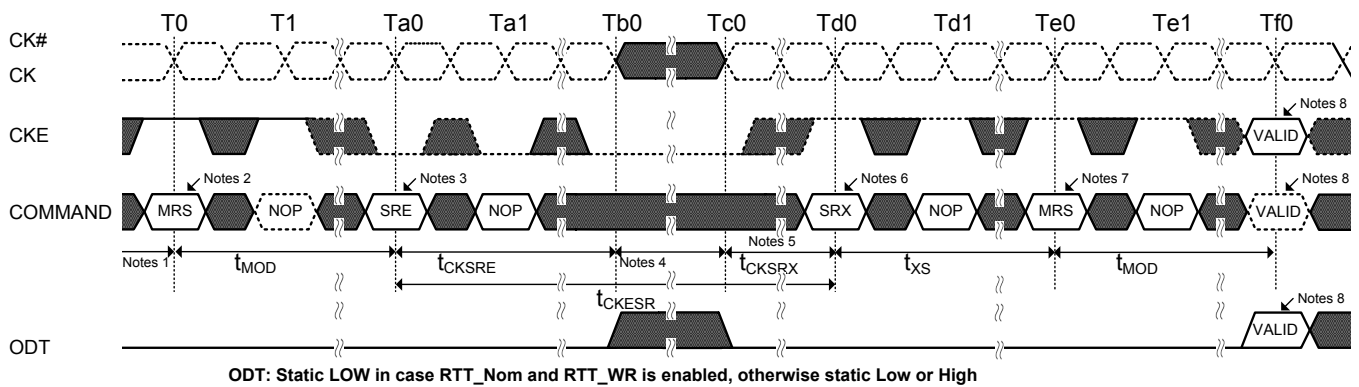 T0 T1 Ta0 Ta1 Tb0 Tc0 Td0 Td1 Te0 Te1 Tf0
CK#
CK
Notes 8
CKE VALID
Notes 2 Notes 3 Notes 6 Notes 7 Notes 8
COMMAND MRS NOP SRE NOP SRX NOP MRS NOP VALID
Notes 1 tMOD tCKSRE Notes 4 Notes 5 tCKSRX tXS tMOD
tCKESR
Notes 8
ODT VALID
ODT: Static LOW in case RTT_Nom and RTT_WR is enabled, otherwise static Low or High